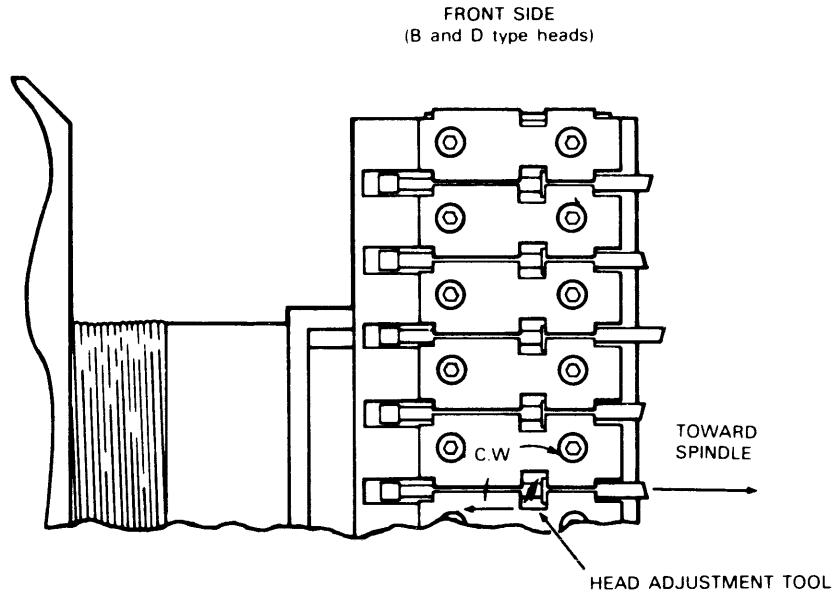 FRONT SIDE
(B and D type heads)
C.W
TOWARD
SPINDLE
HEAD ADJUSTMENT TOOL